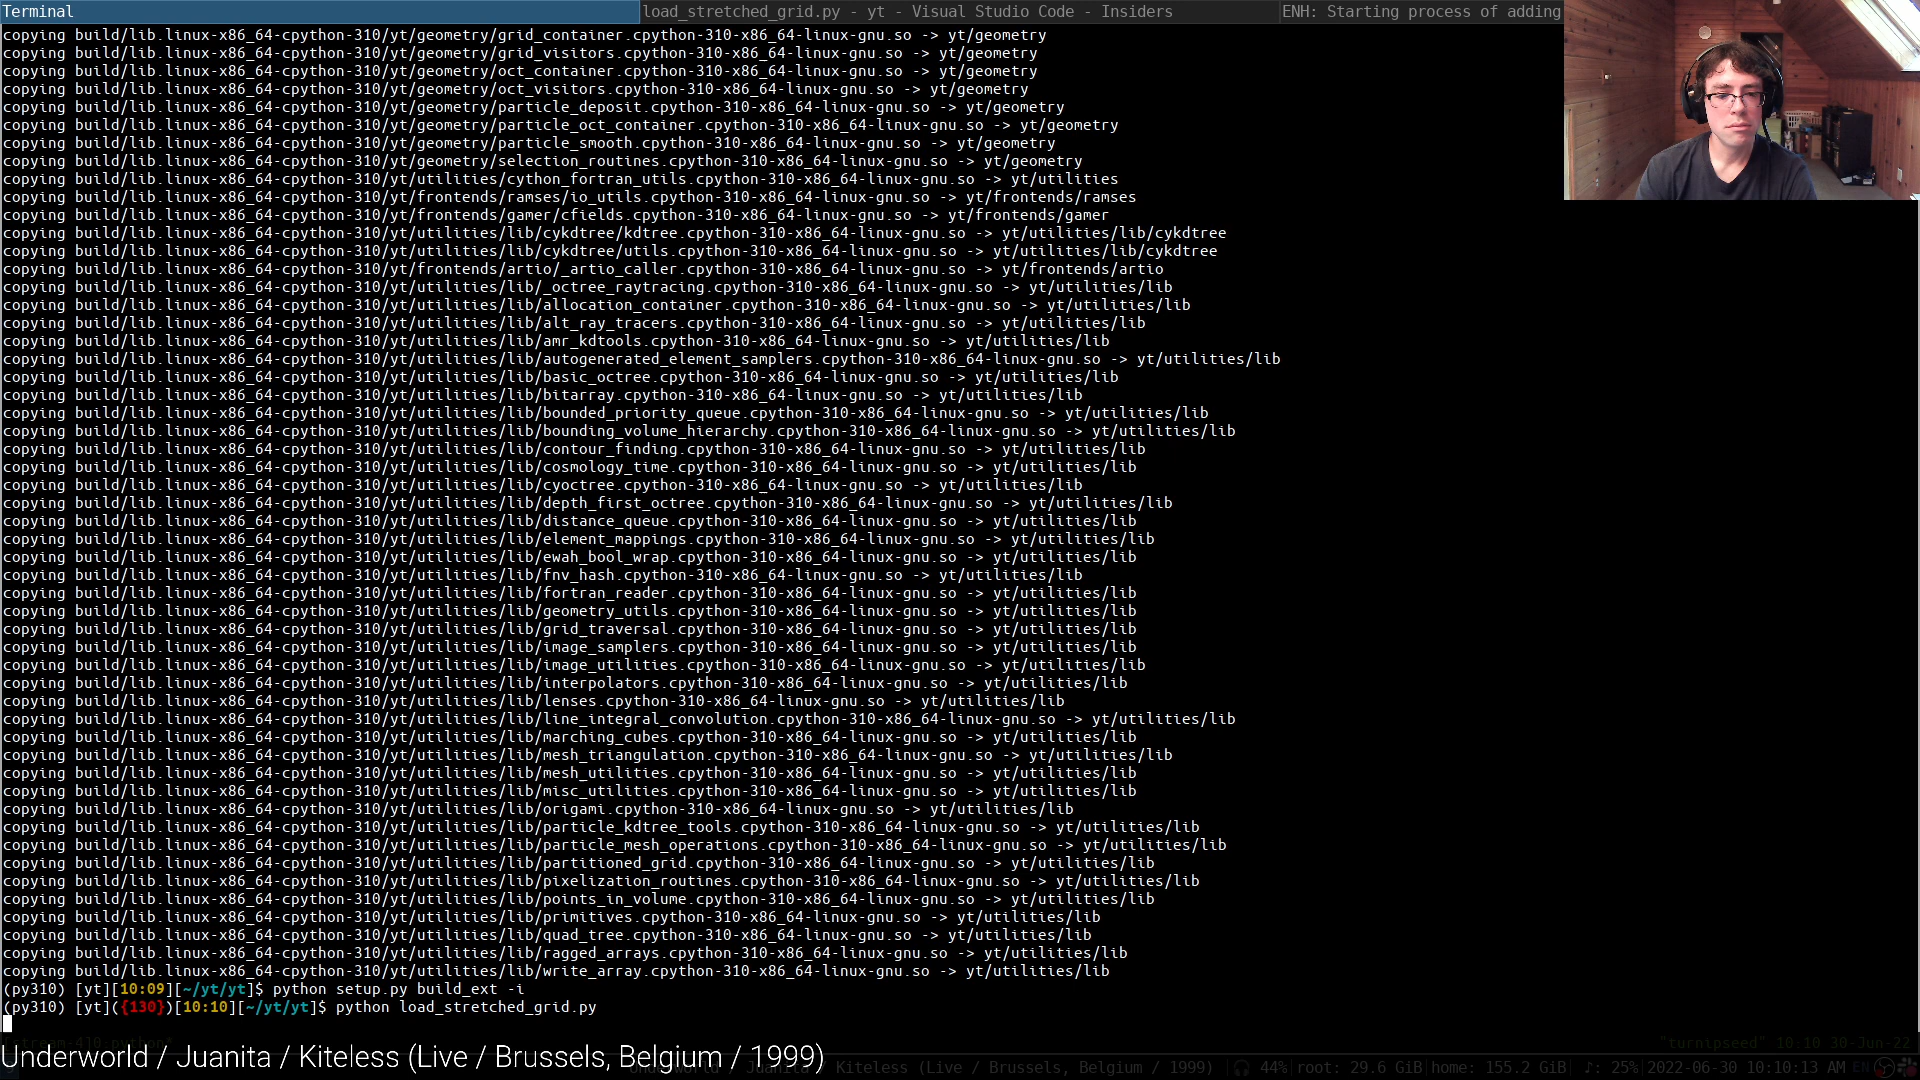 Terminal
load_stretched_grid.py - yt - Visual Studio Code - Insiders
ENH: Starting process of adding
copying build/lib.linux-x86_64-cpython-310/yt/geometry/grid_container.cpython-310-x86_64-linux-gnu.so -> yt/geometry
copying build/lib.linux-x86_64-cpython-310/yt/geometry/grid_visitors.cpython-310-x86_64-linux-gnu.so -> yt/geometry
copying build/lib.linux-x86_64-cpython-310/yt/geometry/oct_container.cpython-310-x86_64-linux-gnu.so -> yt/geometry
copying build/lib.linux-x86_64-cpython-310/yt/geometry/oct_visitors.cpython-310-x86_64-linux-gnu.so -> yt/geometry
copying build/lib.linux-x86_64-cpython-310/yt/geometry/particle_deposit.cpython-310-x86_64-linux-gnu.so -> yt/geometry
copying build/lib.linux-x86_64-cpython-310/yt/geometry/particle_oct_container.cpython-310-x86_64-linux-gnu.so -> yt/geometry
copying build/lib.linux-x86_64-cpython-310/yt/geometry/particle_smooth.cpython-310-x86_64-linux-gnu.so -> yt/geometry
copying build/lib.linux-x86_64-cpython-310/yt/geometry/selection_routines.cpython-310-x86_64-linux-gnu.so -> yt/geometry
copying build/lib.linux-x86_64-cpython-310/yt/utilities/cython_fortran_utils.cpython-310-x86_64-linux-gnu.so -> yt/utilities
copying build/lib.linux-x86_64-cpython-310/yt/frontends/ramses/io_utils.cpython-310-x86_64-linux-gnu.so -> yt/frontends/ramses
copying build/lib.linux-x86_64-cpython-310/yt/frontends/gamer/cfields.cpython-310-x86_64-linux-gnu.so -> yt/frontends/gamer
copying build/lib.linux-x86_64-cpython-310/yt/utilities/lib/cykdtree/kdtree.cpython-310-x86_64-linux-gnu.so -> yt/utilities/lib/cykdtree
copying build/lib.linux-x86_64-cpython-310/yt/utilities/lib/cykdtree/utils.cpython-310-x86_64-linux-gnu.so -> yt/utilities/lib/cykdtree
copying build/lib.linux-x86_64-cpython-310/yt/frontends/artio/_artio_caller.cpython-310-x86_64-linux-gnu.so -> yt/frontends/artio
copying build/lib.linux-x86_64-cpython-310/yt/utilities/lib/_octree_raytracing.cpython-310-x86_64-linux-gnu.so -> yt/utilities/lib
copying build/lib.linux-x86_64-cpython-310/yt/utilities/lib/allocation_container.cpython-310-x86_64-linux-gnu.so -> yt/utilities/lib
copying build/lib.linux-x86_64-cpython-310/yt/utilities/lib/alt_ray_tracers.cpython-310-x86_64-linux-gnu.so -> yt/utilities/lib
copying build/lib.linux-x86_64-cpython-310/yt/utilities/lib/amr_kdtools.cpython-310-x86_64-linux-gnu.so -> yt/utilities/lib
copying build/lib.linux-x86_64-cpython-310/yt/utilities/lib/autogenerated_element_samplers.cpython-310-x86_64-linux-gnu.so -> yt/utilities/lib
copying build/lib.linux-x86_64-cpython-310/yt/utilities/lib/basic_octree.cpython-310-x86_64-linux-gnu.so -> yt/utilities/lib
copying build/lib.linux-x86_64-cpython-310/yt/utilities/lib/bitarray.cpython-310-x86_64-linux-gnu.so -> yt/utilities/lib
copying build/lib.linux-x86_64-cpython-310/yt/utilities/lib/bounded_priority_queue.cpython-310-x86_64-linux-gnu.so -> yt/utilities/lib
copying build/lib.linux-x86_64-cpython-310/yt/utilities/lib/bounding_volume_hierarchy.cpython-310-x86_64-linux-gnu.so -> yt/utilities/lib
copying build/lib.linux-x86_64-cpython-310/yt/utilities/lib/contour_finding.cpython-310-x86_64-linux-gnu.so -> yt/utilities/lib
copying build/lib.linux-x86_64-cpython-310/yt/utilities/lib/cosmology_time.cpython-310-x86_64-linux-gnu.so -> yt/utilities/lib
copying build/lib.linux-x86_64-cpython-310/yt/utilities/lib/cyoctree.cpython-310-x86_64-linux-gnu.so -> yt/utilities/lib
copying build/lib.linux-x86_64-cpython-310/yt/utilities/lib/depth_first_octree.cpython-310-x86_64-linux-gnu.so -> yt/utilities/lib
copying build/lib.linux-x86_64-cpython-310/yt/utilities/lib/distance_queue.cpython-310-x86_64-linux-gnu.so -> yt/utilities/lib
copying build/lib.linux-x86_64-cpython-310/yt/utilities/lib/element_mappings.cpython-310-x86_64-linux-gnu.so -> yt/utilities/lib
copying build/lib.linux-x86_64-cpython-310/yt/utilities/lib/ewah_bool_wrap.cpython-310-x86_64-linux-gnu.so -> yt/utilities/lib
copying build/lib.linux-x86_64-cpython-310/yt/utilities/lib/fnv_hash.cpython-310-x86_64-linux-gnu.so -> yt/utilities/lib
copying build/lib.linux-x86_64-cpython-310/yt/utilities/lib/fortran_reader.cpython-310-x86_64-linux-gnu.so -> yt/utilities/lib
copying build/lib.linux-x86_64-cpython-310/yt/utilities/lib/geometry_utils.cpython-310-x86_64-linux-gnu.so -> yt/utilities/lib
copying build/lib.linux-x86_64-cpython-310/yt/utilities/lib/grid_traversal.cpython-310-x86_64-linux-gnu.so -> yt/utilities/lib
copying build/lib.linux-x86_64-cpython-310/yt/utilities/lib/image_samplers.cpython-310-x86_64-linux-gnu.so -> yt/utilities/lib
copying build/lib.linux-x86_64-cpython-310/yt/utilities/lib/image_utilities.cpython-310-x86_64-linux-gnu.so -> yt/utilities/lib
copying build/lib.linux-x86_64-cpython-310/yt/utilities/lib/interpolators.cpython-310-x86_64-linux-gnu.so -> yt/utilities/lib
copying build/lib.linux-x86_64-cpython-310/yt/utilities/lib/lenses.cpython-310-x86_64-linux-gnu.so -> yt/utilities/lib
copying build/lib.linux-x86_64-cpython-310/yt/utilities/lib/line_integral_convolution.cpython-310-x86_64-linux-gnu.so -> yt/utilities/lib
copying build/lib.linux-x86_64-cpython-310/yt/utilities/lib/marching_cubes.cpython-310-x86_64-linux-gnu.so -> yt/utilities/lib
copying build/lib.linux-x86_64-cpython-310/yt/utilities/lib/mesh_triangulation.cpython-310-x86_64-linux-gnu.so -> yt/utilities/lib
copying build/lib.linux-x86_64-cpython-310/yt/utilities/lib/mesh_utilities.cpython-310-x86_64-linux-gnu.so -> yt/utilities/lib
copying build/lib.linux-x86_64-cpython-310/yt/utilities/lib/misc_utilities.cpython-310-x86_64-linux-gnu.so -> yt/utilities/lib
copying build/lib.linux-x86_64-cpython-310/yt/utilities/lib/origami.cpython-310-x86_64-linux-gnu.so -> yt/utilities/lib
copying build/lib.linux-x86_64-cpython-310/yt/utilities/lib/particle_kdtree_tools.cpython-310-x86_64-linux-gnu.so -> yt/utilities/lib
copying build/lib.linux-x86_64-cpython-310/yt/utilities/lib/particle_mesh_operations.cpython-310-x86_64-linux-gnu.so -> yt/utilities/lib
copying build/lib.linux-x86_64-cpython-310/yt/utilities/lib/partitioned_grid.cpython-310-x86_64-linux-gnu.so -> yt/utilities/lib
copying build/lib.linux-x86_64-cpython-310/yt/utilities/lib/pixelization_routines.cpython-310-x86_64-linux-gnu.so -> yt/utilities/lib
copying build/lib.linux-x86_64-cpython-310/yt/utilities/lib/points_in_volume.cpython-310-x86_64-linux-gnu.so -> yt/utilities/lib
copying build/lib.linux-x86_64-cpython-310/yt/utilities/lib/primitives.cpython-310-x86_64-linux-gnu.so -> yt/utilities/lib
copying build/lib.linux-x86_64-cpython-310/yt/utilities/lib/quad_tree.cpython-310-x86_64-linux-gnu.so -> yt/utilities/lib
copying build/lib.linux-x86_64-cpython-310/yt/utilities/lib/ragged_arrays.cpython-310-x86_64-linux-gnu.so -> yt/utilities/lib
copying build/lib.linux-x86_64-cpython-310/yt/utilities/lib/write_array.cpython-310-x86_64-linux-gnu.so -> yt/utilities/lib
(py310) [yt][10:09][~/yt/yt]$ python setup.py build_ext -i
(py310) [yt]({130})[10:10][~/yt/yt]$ python load_stretched_grid.py
"turnipseed" 10:10 30-Jun-22
Underworld / Juanita / Kiteless (Live / Brussels, Belgium / 1999)
/ Kiteless (Live / Brussels, Belgium / 1999) 44% root: 29.6 GiB home: 155.2 GiB ♪: 25% 2022-06-30 10:10:13 AM EN